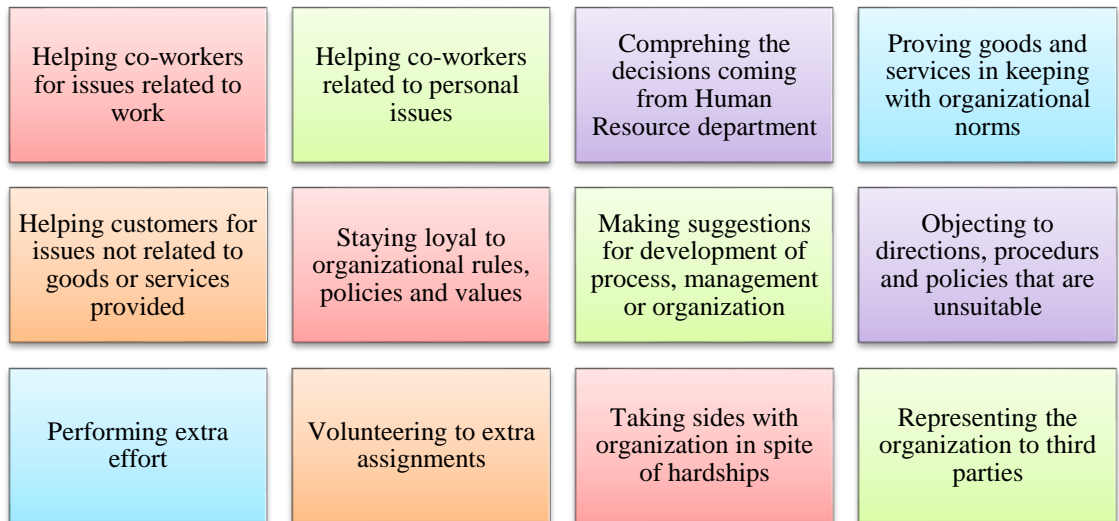 Helping co-workers
for issues related to
work
Helping co-workers
related to personal
issues
Comprehing the
decisions coming
from Human
Resource department
Proving goods and
services in keeping
with organizational
norms
Helping customers for
issues not related to
goods or services
provided
Staying loyal to
organizational rules,
policies and values
Making suggestions
for development of
process, management
or organization
Objecting to
directions, procedurs
and policies that are
unsuitable
Performing extra
effort
Volunteering to extra
assignments
Taking sides with
organization in spite
of hardships
Representing the
organization to third
parties